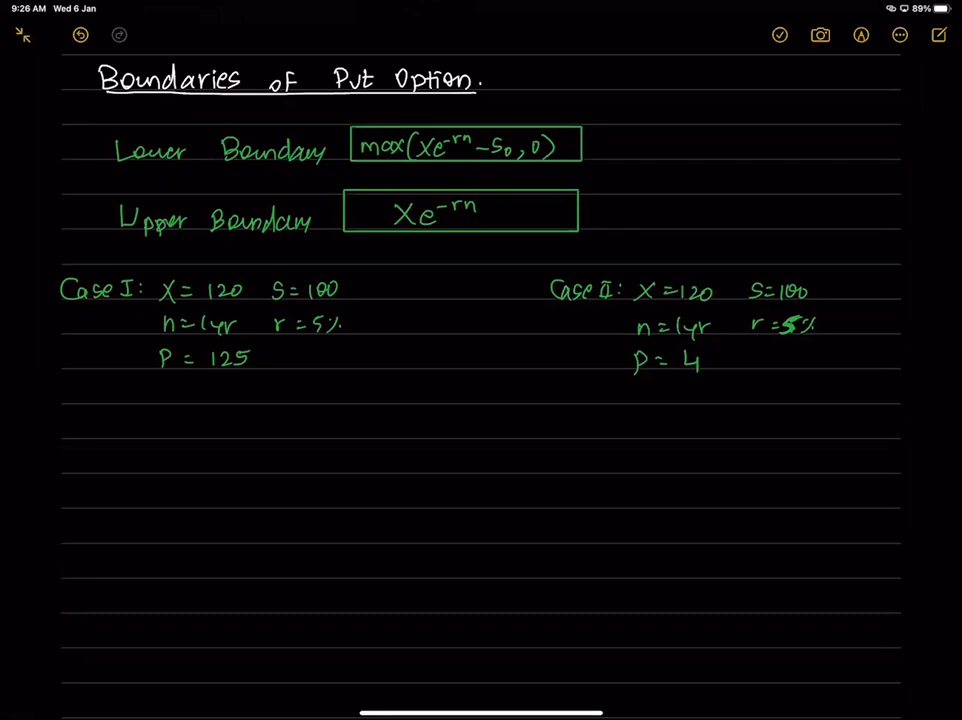 9:26 AM Wed 6 Jan 89%
Boundaries of Put Option.
Lower Boundary max(Xe^-rn - S₀, 0)
Upper Boundary Xe^-rn
Case I: X = 120 S = 100
n = 1yr r = 5%
P = 125
Case II: X = 120 S = 100
n = 1yr r = 5%
P = 4